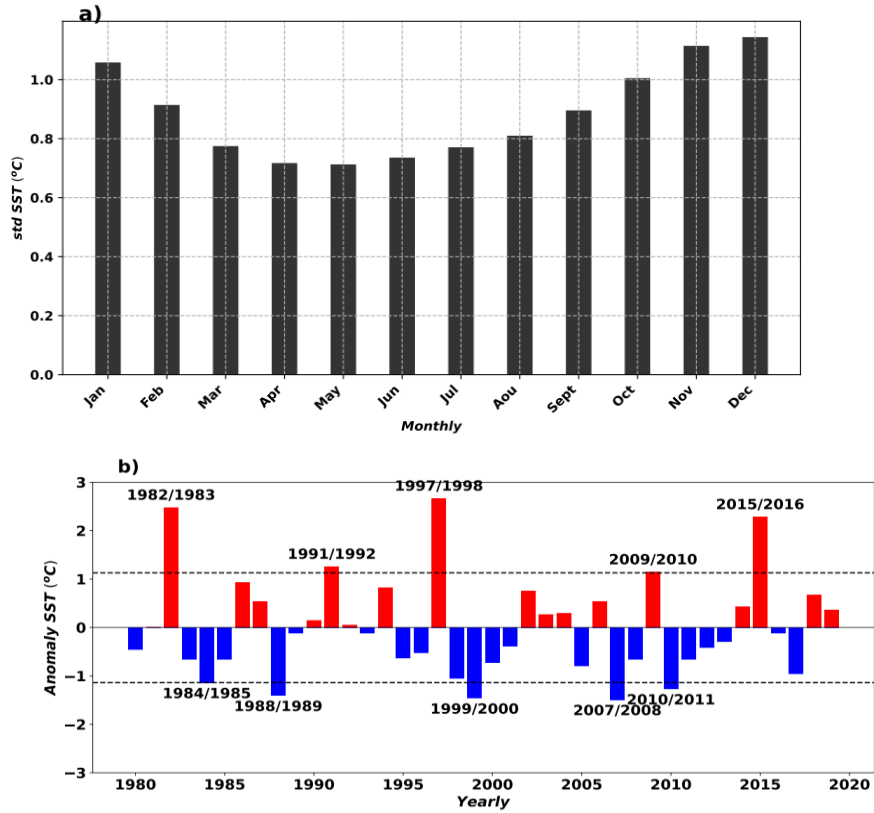 a)
1.0
0.8
0.6
0.4
0.2
0.0
std SST (°C)
Jan Feb Mar Apr May Jun Jul Aou Sept Oct Nov Dec
Monthly
b)
3
2
1
0
−1
−2
−3
Anomaly SST (°C)
1982/1983
1997/1998
2015/2016
1991/1992
2009/2010
1984/1985
1988/1989
1999/2000
2007/2008
2010/2011
1980 1985 1990 1995 2000 2005 2010 2015 2020
Yearly